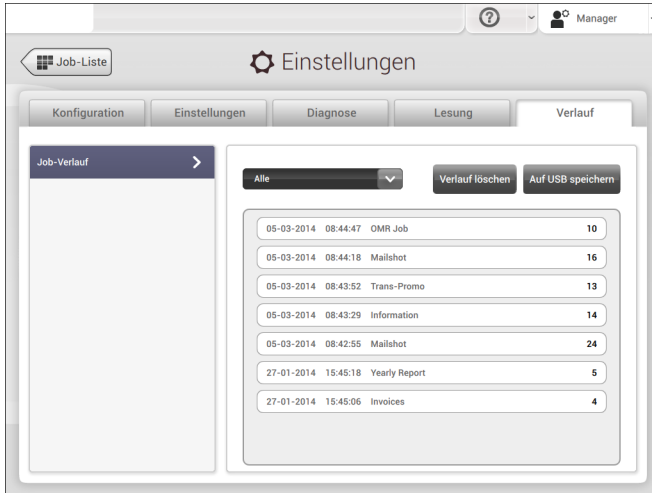 ? Manager
Job-Liste
Einstellungen
Konfiguration Einstellungen Diagnose Lesung Verlauf
Job-Verlauf
Alle Verlauf löschen Auf USB speichern
05-03-2014 08:44:47 OMR Job 10
05-03-2014 08:44:18 Mailshot 16
05-03-2014 08:43:52 Trans-Promo 13
05-03-2014 08:43:29 Information 14
05-03-2014 08:42:55 Mailshot 24
27-01-2014 15:45:18 Yearly Report 5
27-01-2014 15:45:06 Invoices 4